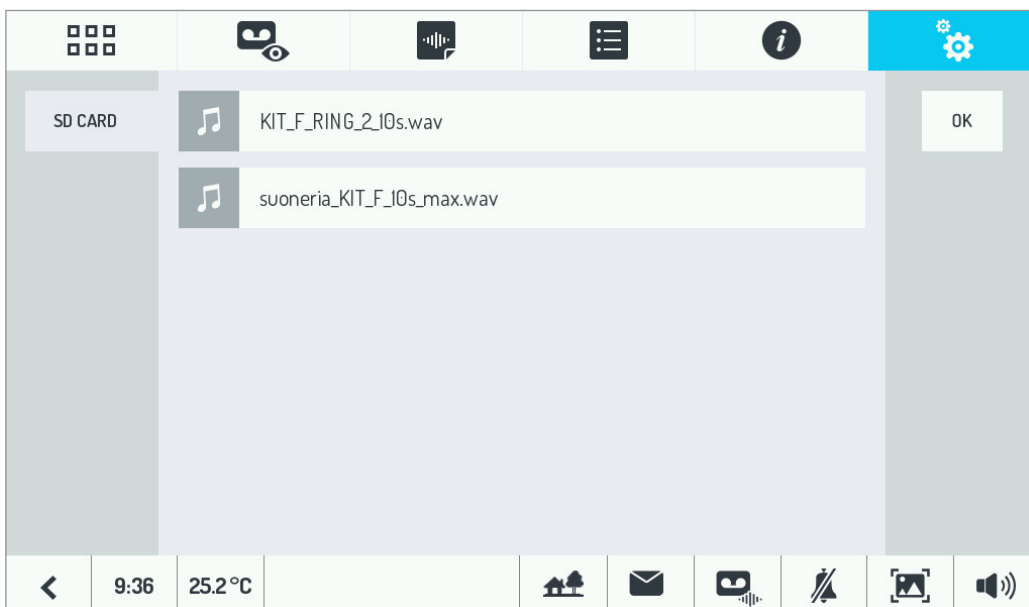 SD CARD
KIT_F_RING_2_10s.wav
OK
suoneria_KIT_F_10s_max.wav
9:36
25.2 °C